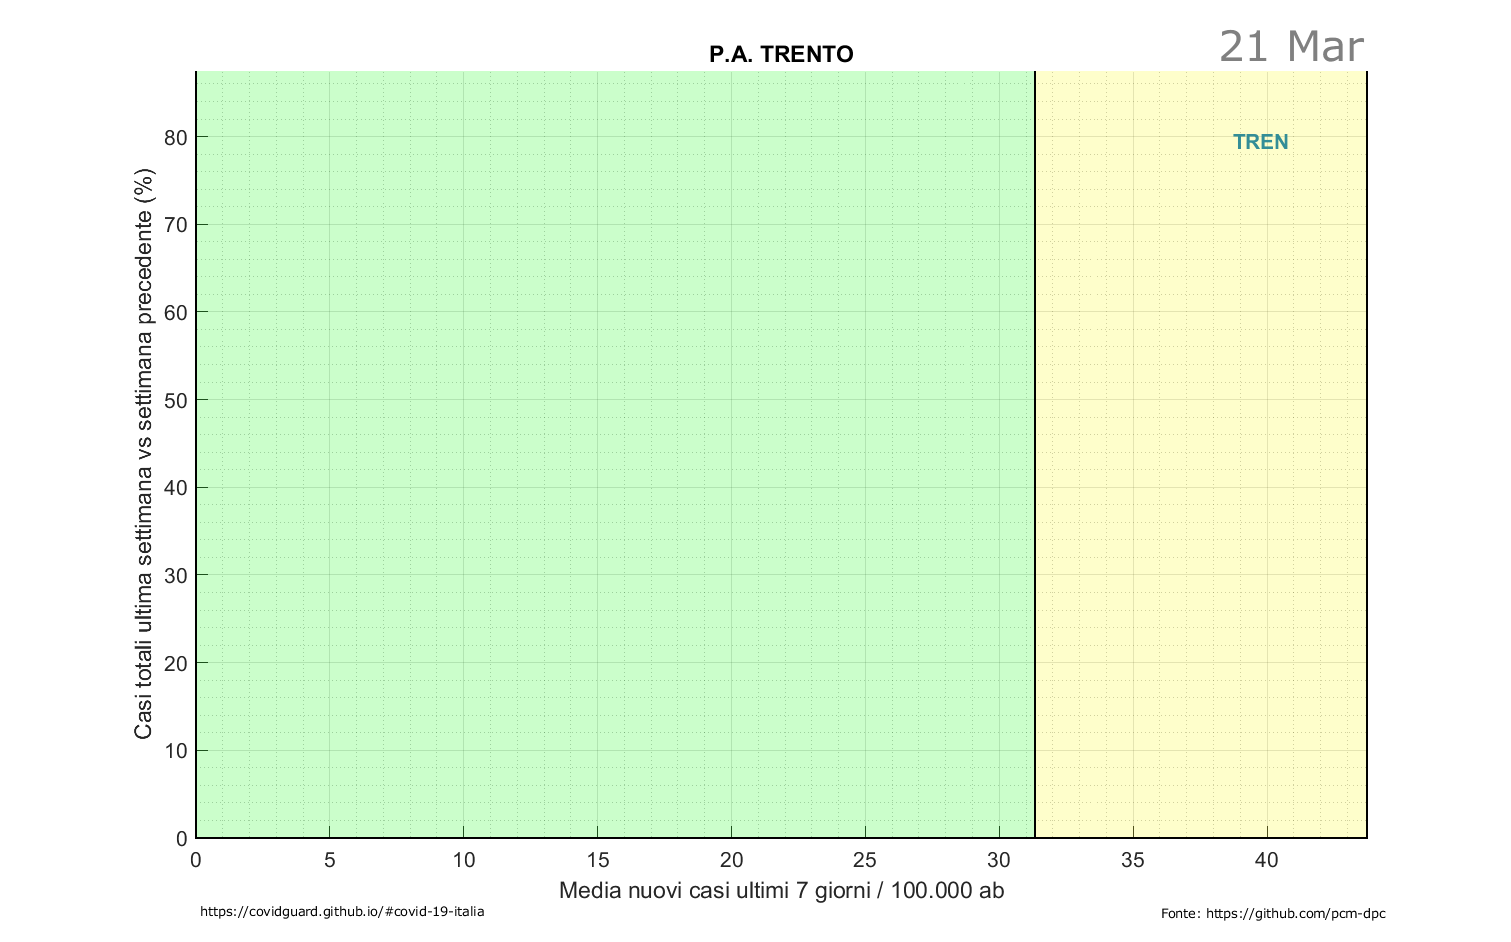 21 Mar
P.A. TRENTO
TREN
Casi totali ultima settimana vs settimana precedente (%)
80
70
60
50
40
30
20
10
0
0 5 10 15 20 25 30 35 40
Media nuovi casi ultimi 7 giorni / 100.000 ab
https://covidguard.github.io/#covid-19-italia
Fonte: https://github.com/pcm-dpc